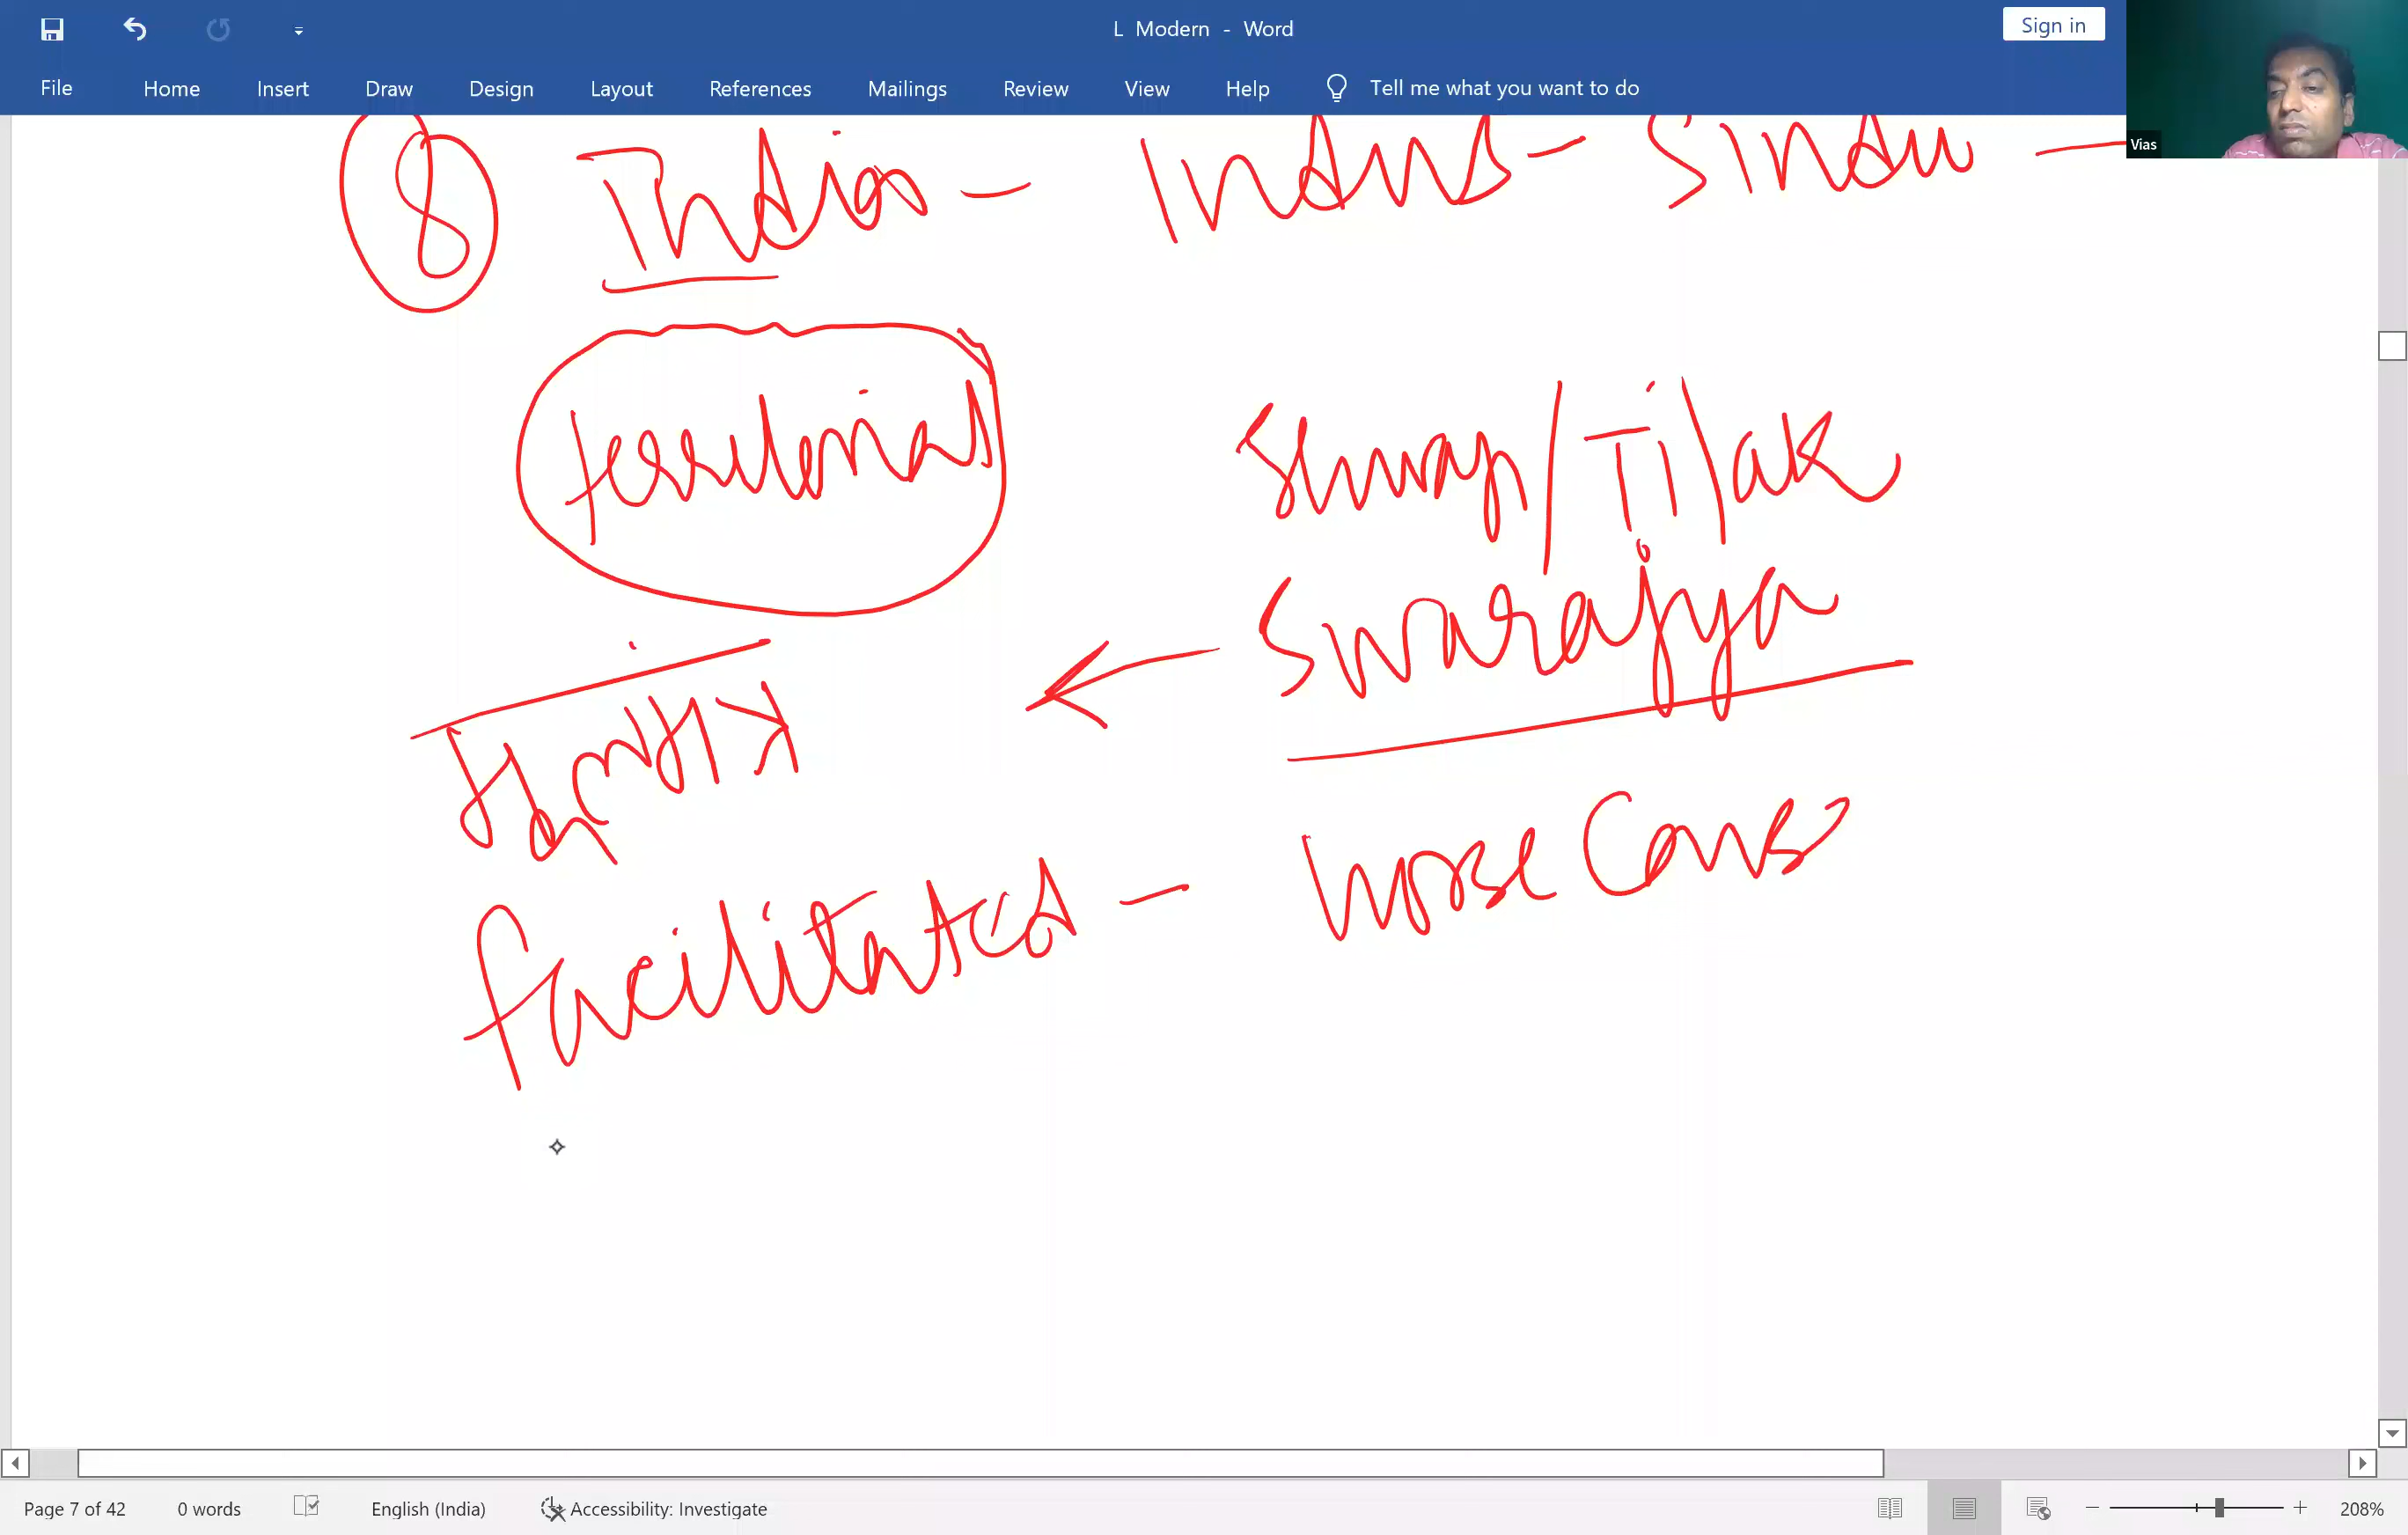 L Modern - Word
Sign in
File Home Insert Draw Design Layout References Mailings Review View Help Tell me what you want to do
Vias
8 India - Indus - Sindu -
/ Tilak
Swarajya
facilitated -
Page 7 of 42 0 words English (India) Accessibility: Investigate 208%